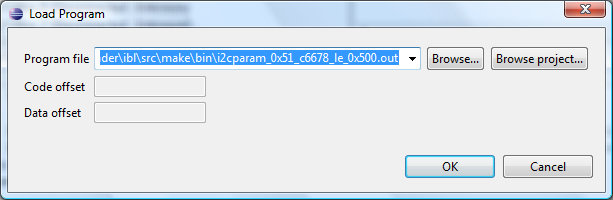 Load Program
Program file der\ibl\src\make\bin\i2cparam_0x51_c6678_le_0x500.out Browse... Browse project...
Code offset
Data offset
OK Cancel